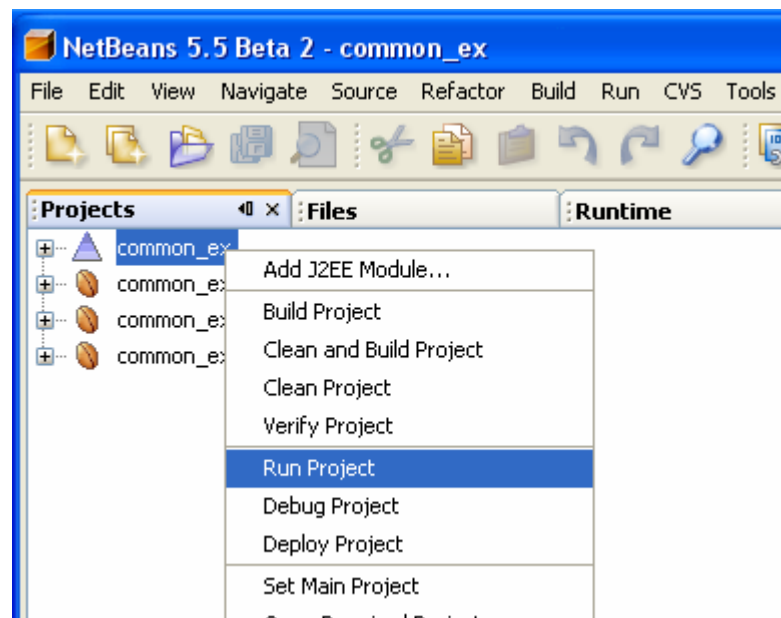 NetBeans 5.5 Beta 2 - common_ex
File Edit View Navigate Source Refactor Build Run CVS Tools
Projects Files Runtime
common_ex
common_ex
common_ex
common_ex
Add J2EE Module...
Build Project
Clean and Build Project
Clean Project
Verify Project
Run Project
Debug Project
Deploy Project
Set Main Project